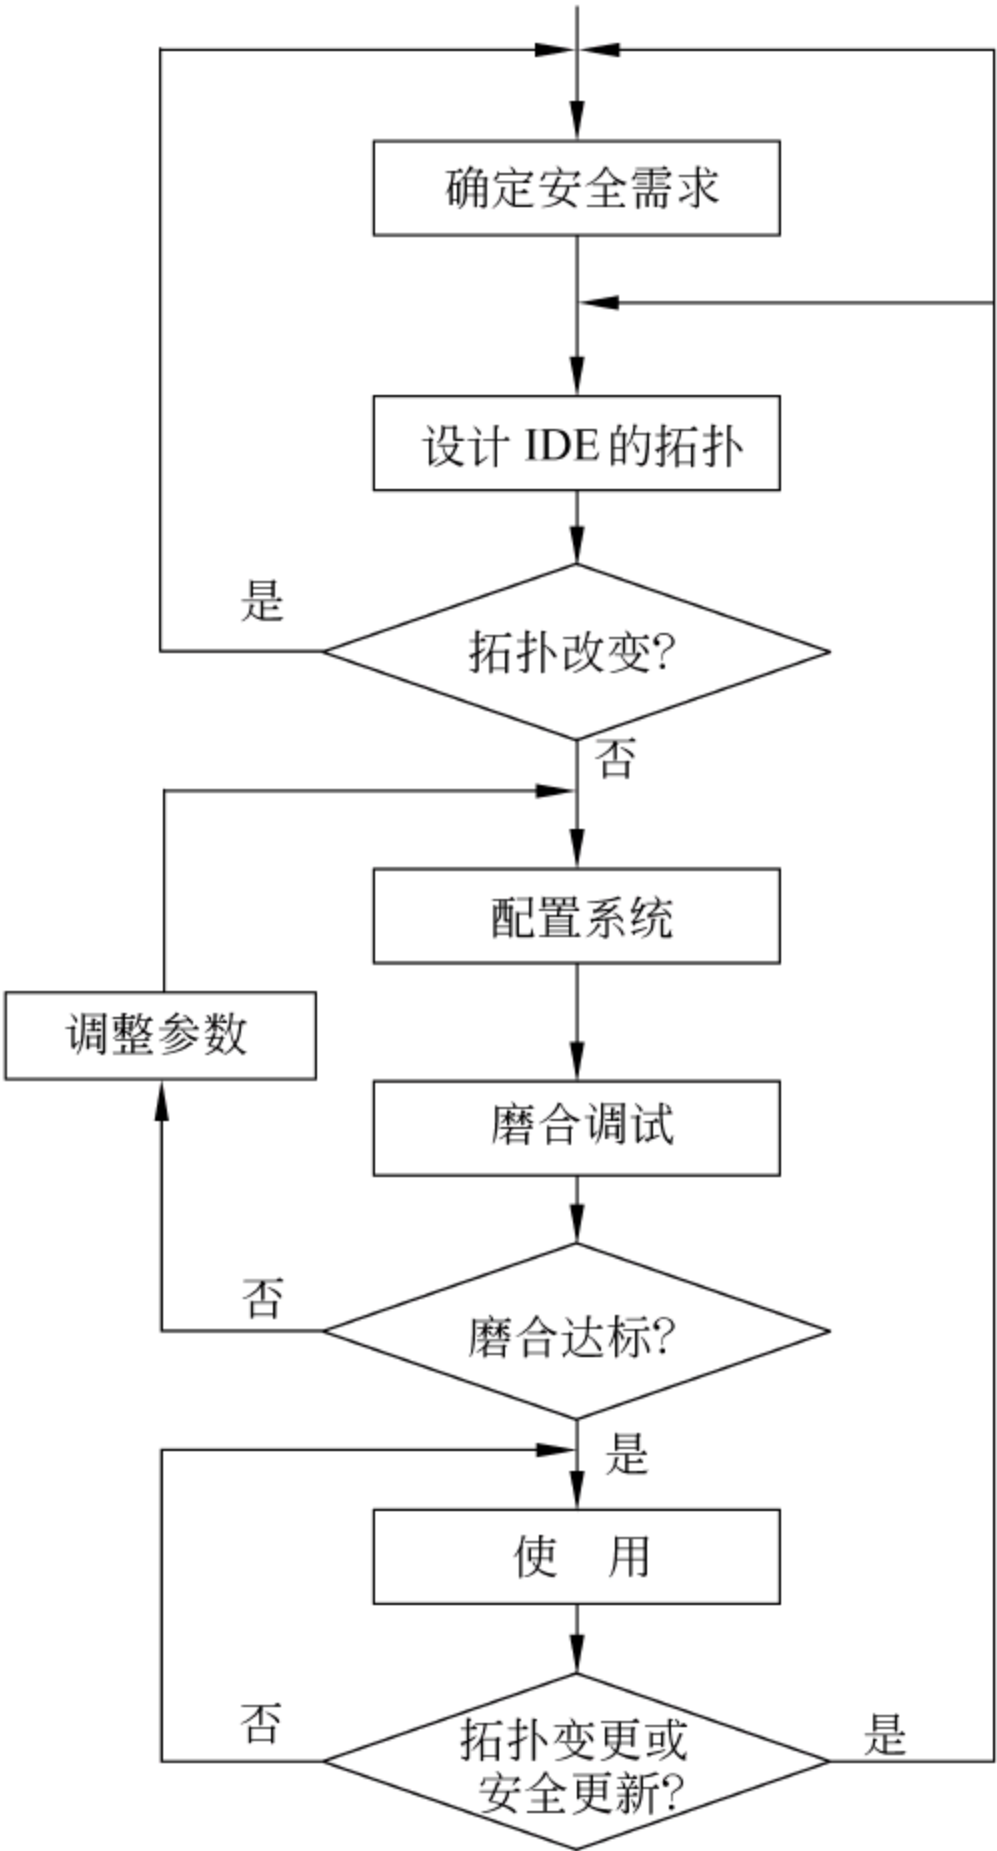 确定安全需求
设计 IDE 的拓扑
是
拓扑改变?
否
配置系统
调整参数
磨合调试
否
磨合达标?
是
使 用
否
拓扑变更或
安全更新?
是